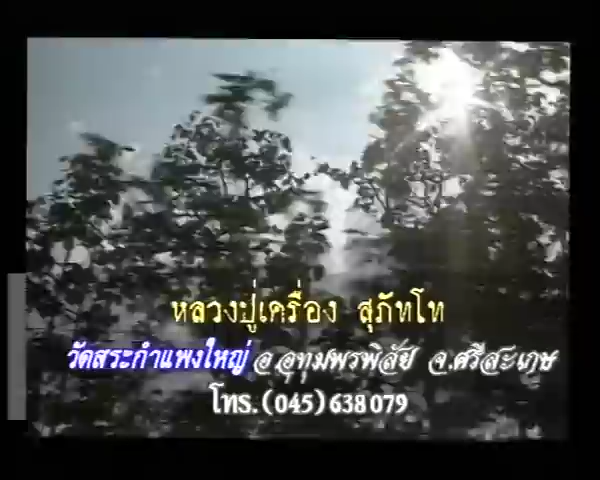 หลวงปู่เครื่อง สุภัทโท
วัดสระกำแพงใหญ่ อ.อุทุมพรพิสัย จ.ศรีสะเกษ
โทร.(045)638079